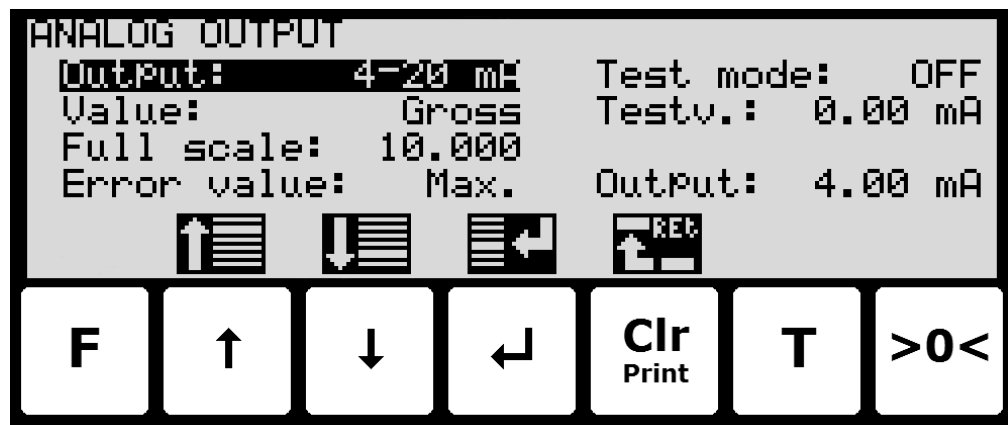 ANALOG OUTPUT
Output: 4-20 mA
Value: Gross
Full scale: 10.000
Error value: Max.
Test mode: OFF
Testv.: 0.00 mA
Output: 4.00 mA
Ret
F ↑ ↓ ↵ Clr T >0<
Print